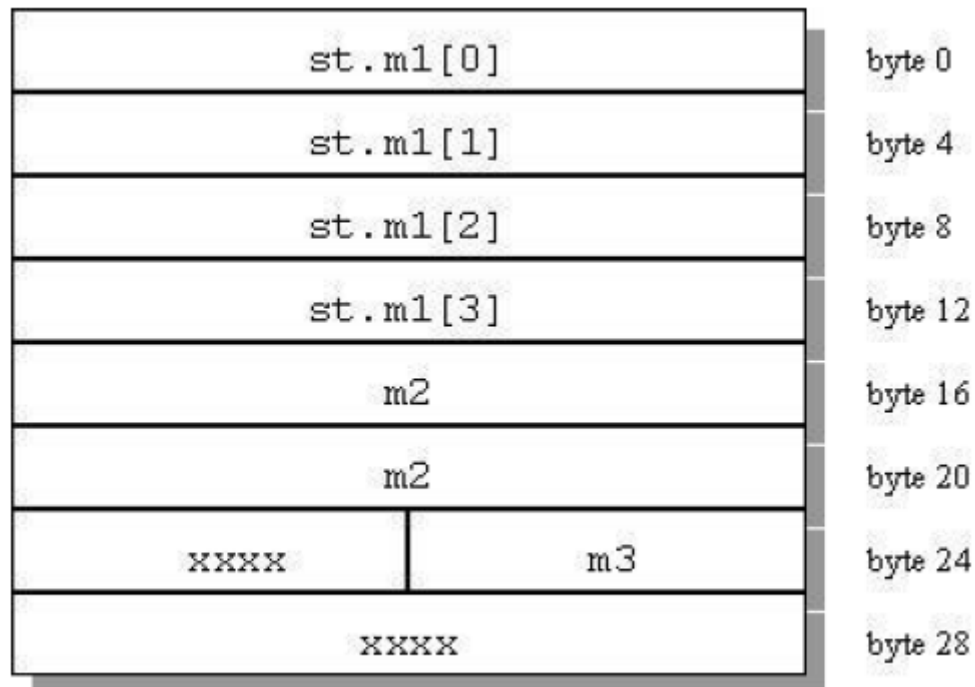 st.m1[0] byte 0
st.m1[1] byte 4
st.m1[2] byte 8
st.m1[3] byte 12
m2 byte 16
m2 byte 20
xxxx m3 byte 24
xxxx byte 28